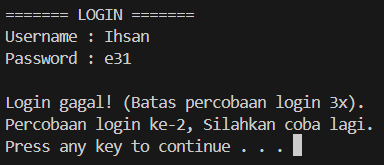 ======= LOGIN =======
Username : Ihsan
Password : e31
Login gagal! (Batas percobaan login 3x).
Percobaan login ke-2, Silahkan coba lagi.
Press any key to continue . . .